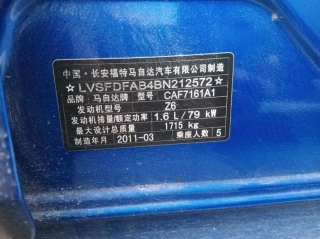 中国·长安福特马自达汽车有限公司制造
★LVSFDFAB4BN212572★
品牌 马自达牌 型号 CAF7161A1
发动机型号 Z6
发动机排量/额定功率 1.6 L/79 kW
最大设计总质量 1715 kg
制造年月 2011-03 乘座人数 5